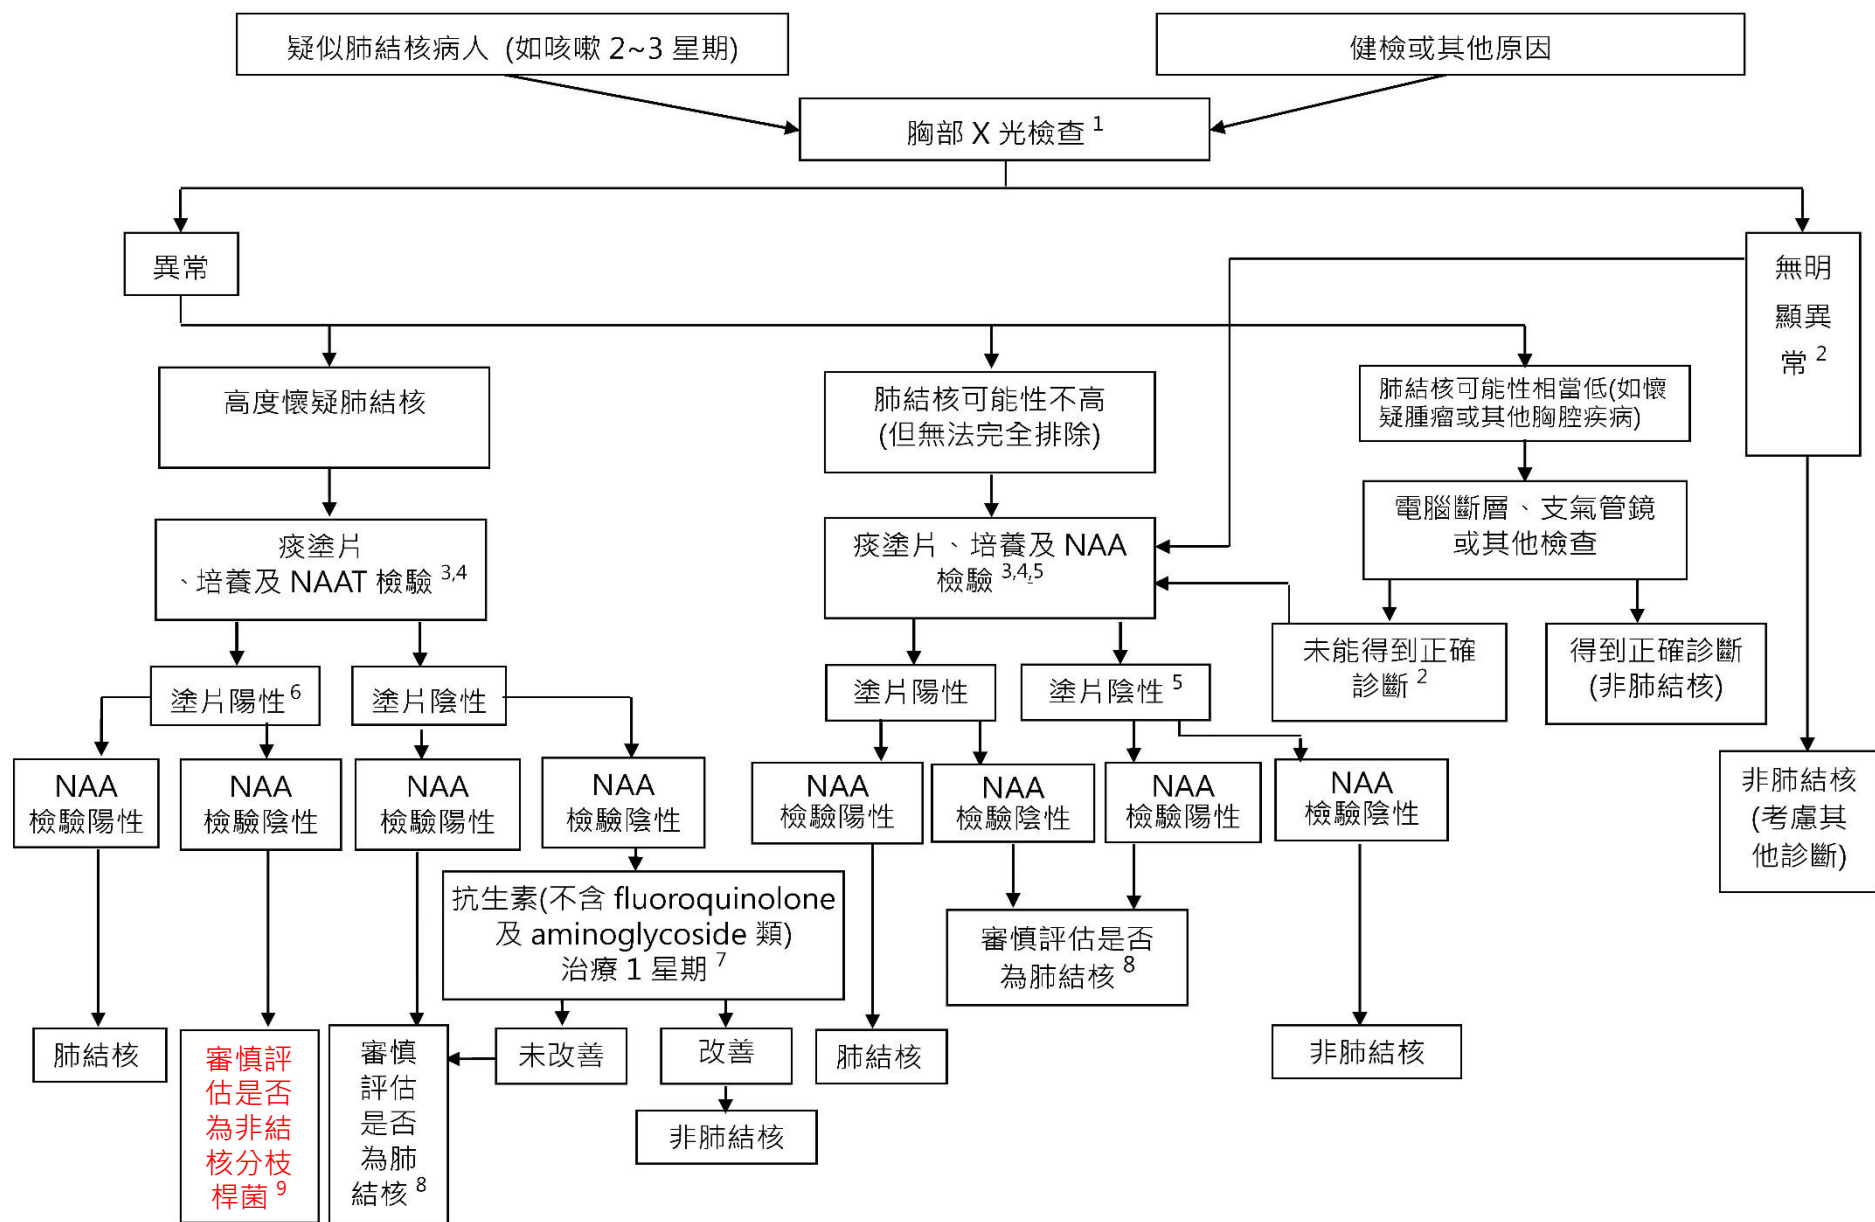 疑似肺結核病人 (如咳嗽 2~3 星期)
健檢或其他原因
胸部 X 光檢查 1
異常
無明
顯異
常 2
高度懷疑肺結核
肺結核可能性不高
(但無法完全排除)
肺結核可能性相當低(如懷
疑腫瘤或其他胸腔疾病)
痰塗片
、培養及 NAAT 檢驗 3,4
痰塗片、培養及 NAA
檢驗 3,4,5
電腦斷層、支氣管鏡
或其他檢查
塗片陽性 6
塗片陰性
塗片陽性
塗片陰性 5
未能得到正確
診斷 2
得到正確診斷
(非肺結核)
NAA
檢驗陽性
NAA
檢驗陰性
NAA
檢驗陽性
NAA
檢驗陰性
NAA
檢驗陽性
NAA
檢驗陰性
NAA
檢驗陽性
NAA
檢驗陰性
非肺結核
(考慮其
他診斷)
抗生素(不含 fluoroquinolone
及 aminoglycoside 類)
治療 1 星期 7
審慎評估是否
為肺結核 8
肺結核
審慎評
估是否
為非結
核分枝
桿菌 9
審慎
評估
是否
為肺
結核 8
未改善
改善
肺結核
非肺結核
非肺結核